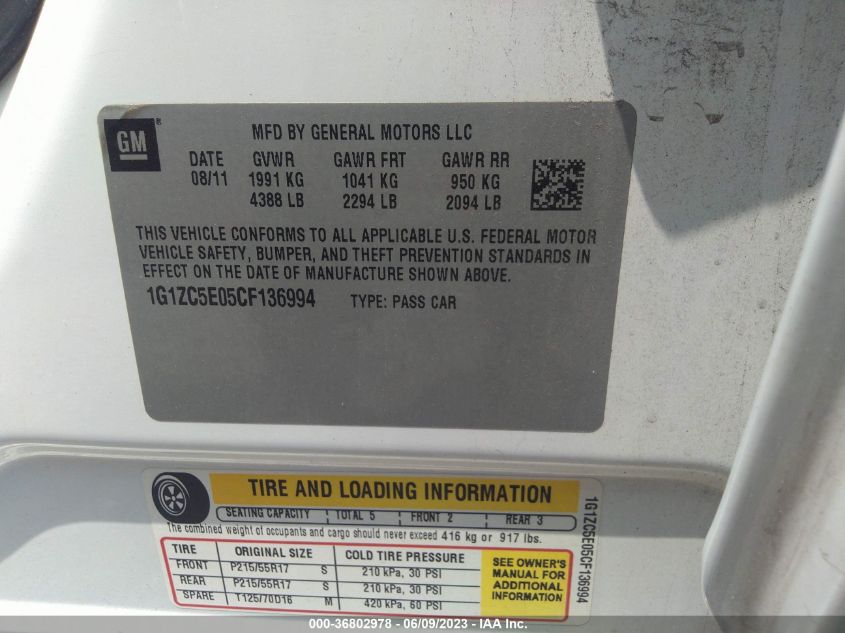 GM ®
MFD BY GENERAL MOTORS LLC
DATE GVWR GAWR FRT GAWR RR
08/11 1991 KG 1041 KG 950 KG
4388 LB 2294 LB 2094 LB
THIS VEHICLE CONFORMS TO ALL APPLICABLE U.S. FEDERAL MOTOR
VEHICLE SAFETY, BUMPER, AND THEFT PREVENTION STANDARDS IN
EFFECT ON THE DATE OF MANUFACTURE SHOWN ABOVE.
1G1ZC5E05CF136994 TYPE: PASS CAR
TIRE AND LOADING INFORMATION
SEATING CAPACITY TOTAL 5 FRONT 2 REAR 3
The combined weight of occupants and cargo should never exceed 416 kg or 917 lbs.
TIRE ORIGINAL SIZE COLD TIRE PRESSURE
FRONT P215/55R17 S 210 kPa, 30 PSI
REAR P215/55R17 S 210 kPa, 30 PSI
SPARE T125/70D16 M 420 kPa, 60 PSI
SEE OWNER'S
MANUAL FOR
ADDITIONAL
INFORMATION
1G1ZC5E05CF136994
000-36802978 - 06/09/2023 - IAA Inc.